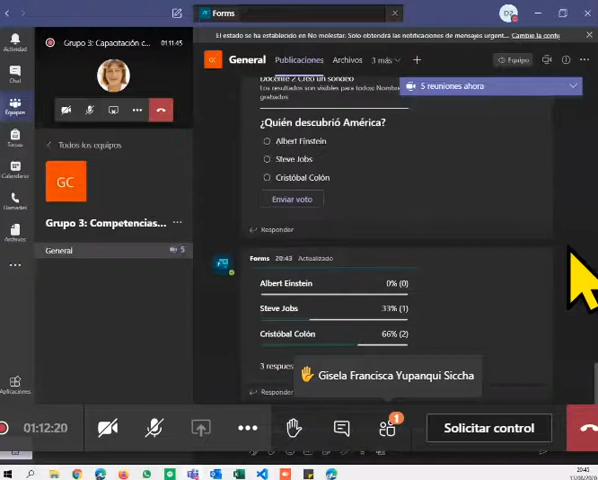 Forms
D2
El estado se ha establecido en No molestar. Solo obtendrá las notificaciones de mensajes urgent...
Cambie la confi
Grupo 3: Capacitación c...
01:11:45
Actividad
Chat
Equipos
Tareas
Calendario
Llamadas
Archivos
Aplicaciones
Todos los equipos
GC
Grupo 3: Competencias...
General
5
GC
General
Publicaciones
Archivos
3 más
Equipo
5 reuniones ahora
Docente 2 Creó un sondeo
Los resultados son visibles para todos; Nombre
grabados
¿Quién descubrió América?
Albert Einstein
Steve Jobs
Cristóbal Colón
Enviar voto
Responder
Forms 20:43 Actualizado
Albert Einstein 0% (0)
Steve Jobs 33% (1)
Cristóbal Colón 66% (2)
3 respues
Gisela Francisca Yupanqui Siccha
Responder
01:12:20
1
Solicitar control
20:45